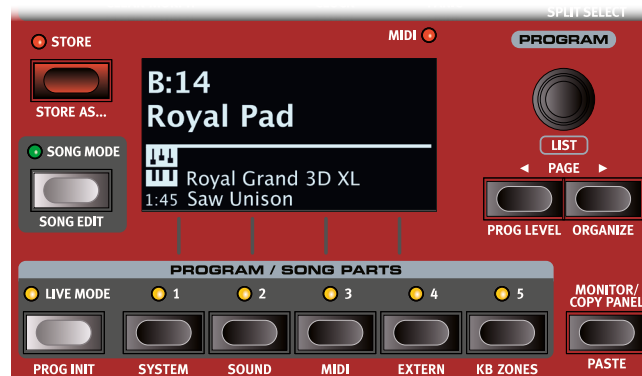 SPLIT SELECT
STORE
MIDI
PROGRAM
B:14
Royal Pad
STORE AS...
SONG MODE
LIST
◄ PAGE ►
Royal Grand 3D XL
1:45 Saw Unison
SONG EDIT
PROG LEVEL ORGANIZE
PROGRAM / SONG PARTS
LIVE MODE 1 2 3 4 5
MONITOR/
COPY PANEL
PROG INIT SYSTEM SOUND MIDI EXTERN KB ZONES
PASTE